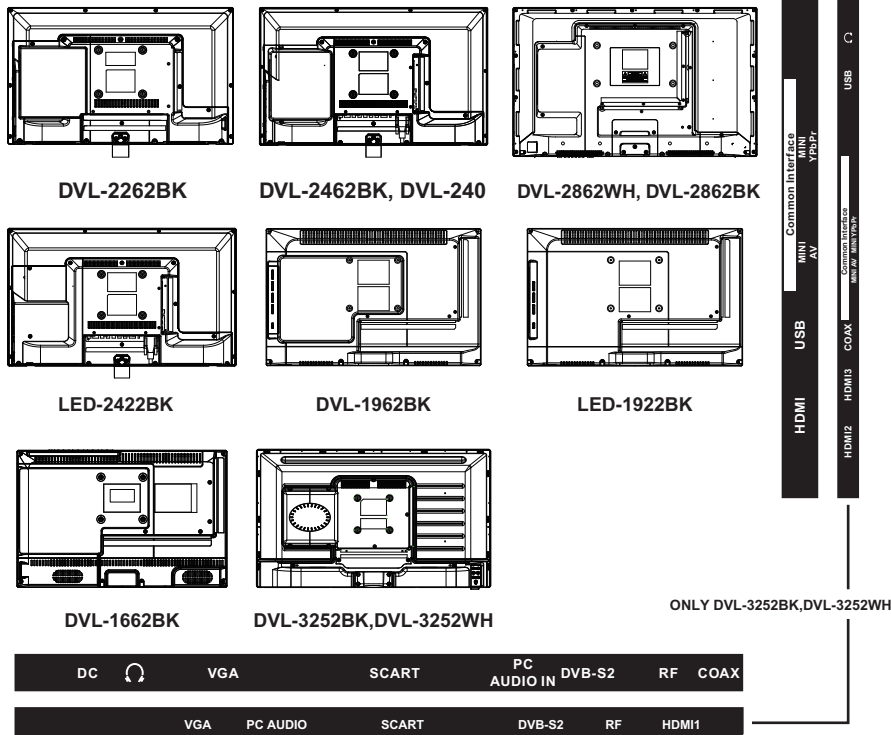 DVL-2262BK
DVL-2462BK, DVL-240
DVL-2862WH, DVL-2862BK
LED-2422BK
DVL-1962BK
LED-1922BK
DVL-1662BK
DVL-3252BK,DVL-3252WH
Common Interface
MINI
YPbPr
MINI
AV
USB
HDMI
USB
Common Interface
MINI AV MINI YPbPr
COAX
HDMI3
HDMI2
ONLY DVL-3252BK,DVL-3252WH
DC VGA SCART PC
AUDIO IN DVB-S2 RF COAX
VGA PC AUDIO SCART DVB-S2 RF HDMI1